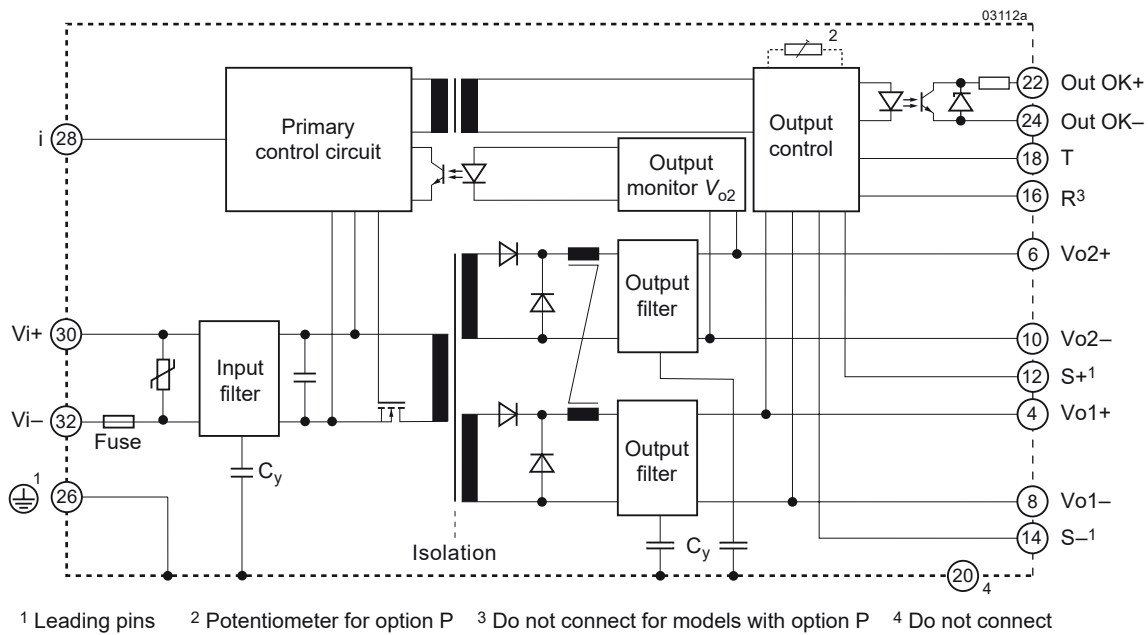 03112a
2
22 Out OK+
Primary
control circuit
Output
control
24 Out OK–
i 28
Output
monitor Vo2
18 T
16 R3
6 Vo2+
Output
filter
Vi+ 30
10 Vo2–
Input
filter
12 S+1
4 Vo1+
Vi– 32
Fuse
Output
filter
Cy
1
26
8 Vo1–
14 S–1
Cy
Isolation
20 4
1 Leading pins 2 Potentiometer for option P 3 Do not connect for models with option P 4 Do not connect